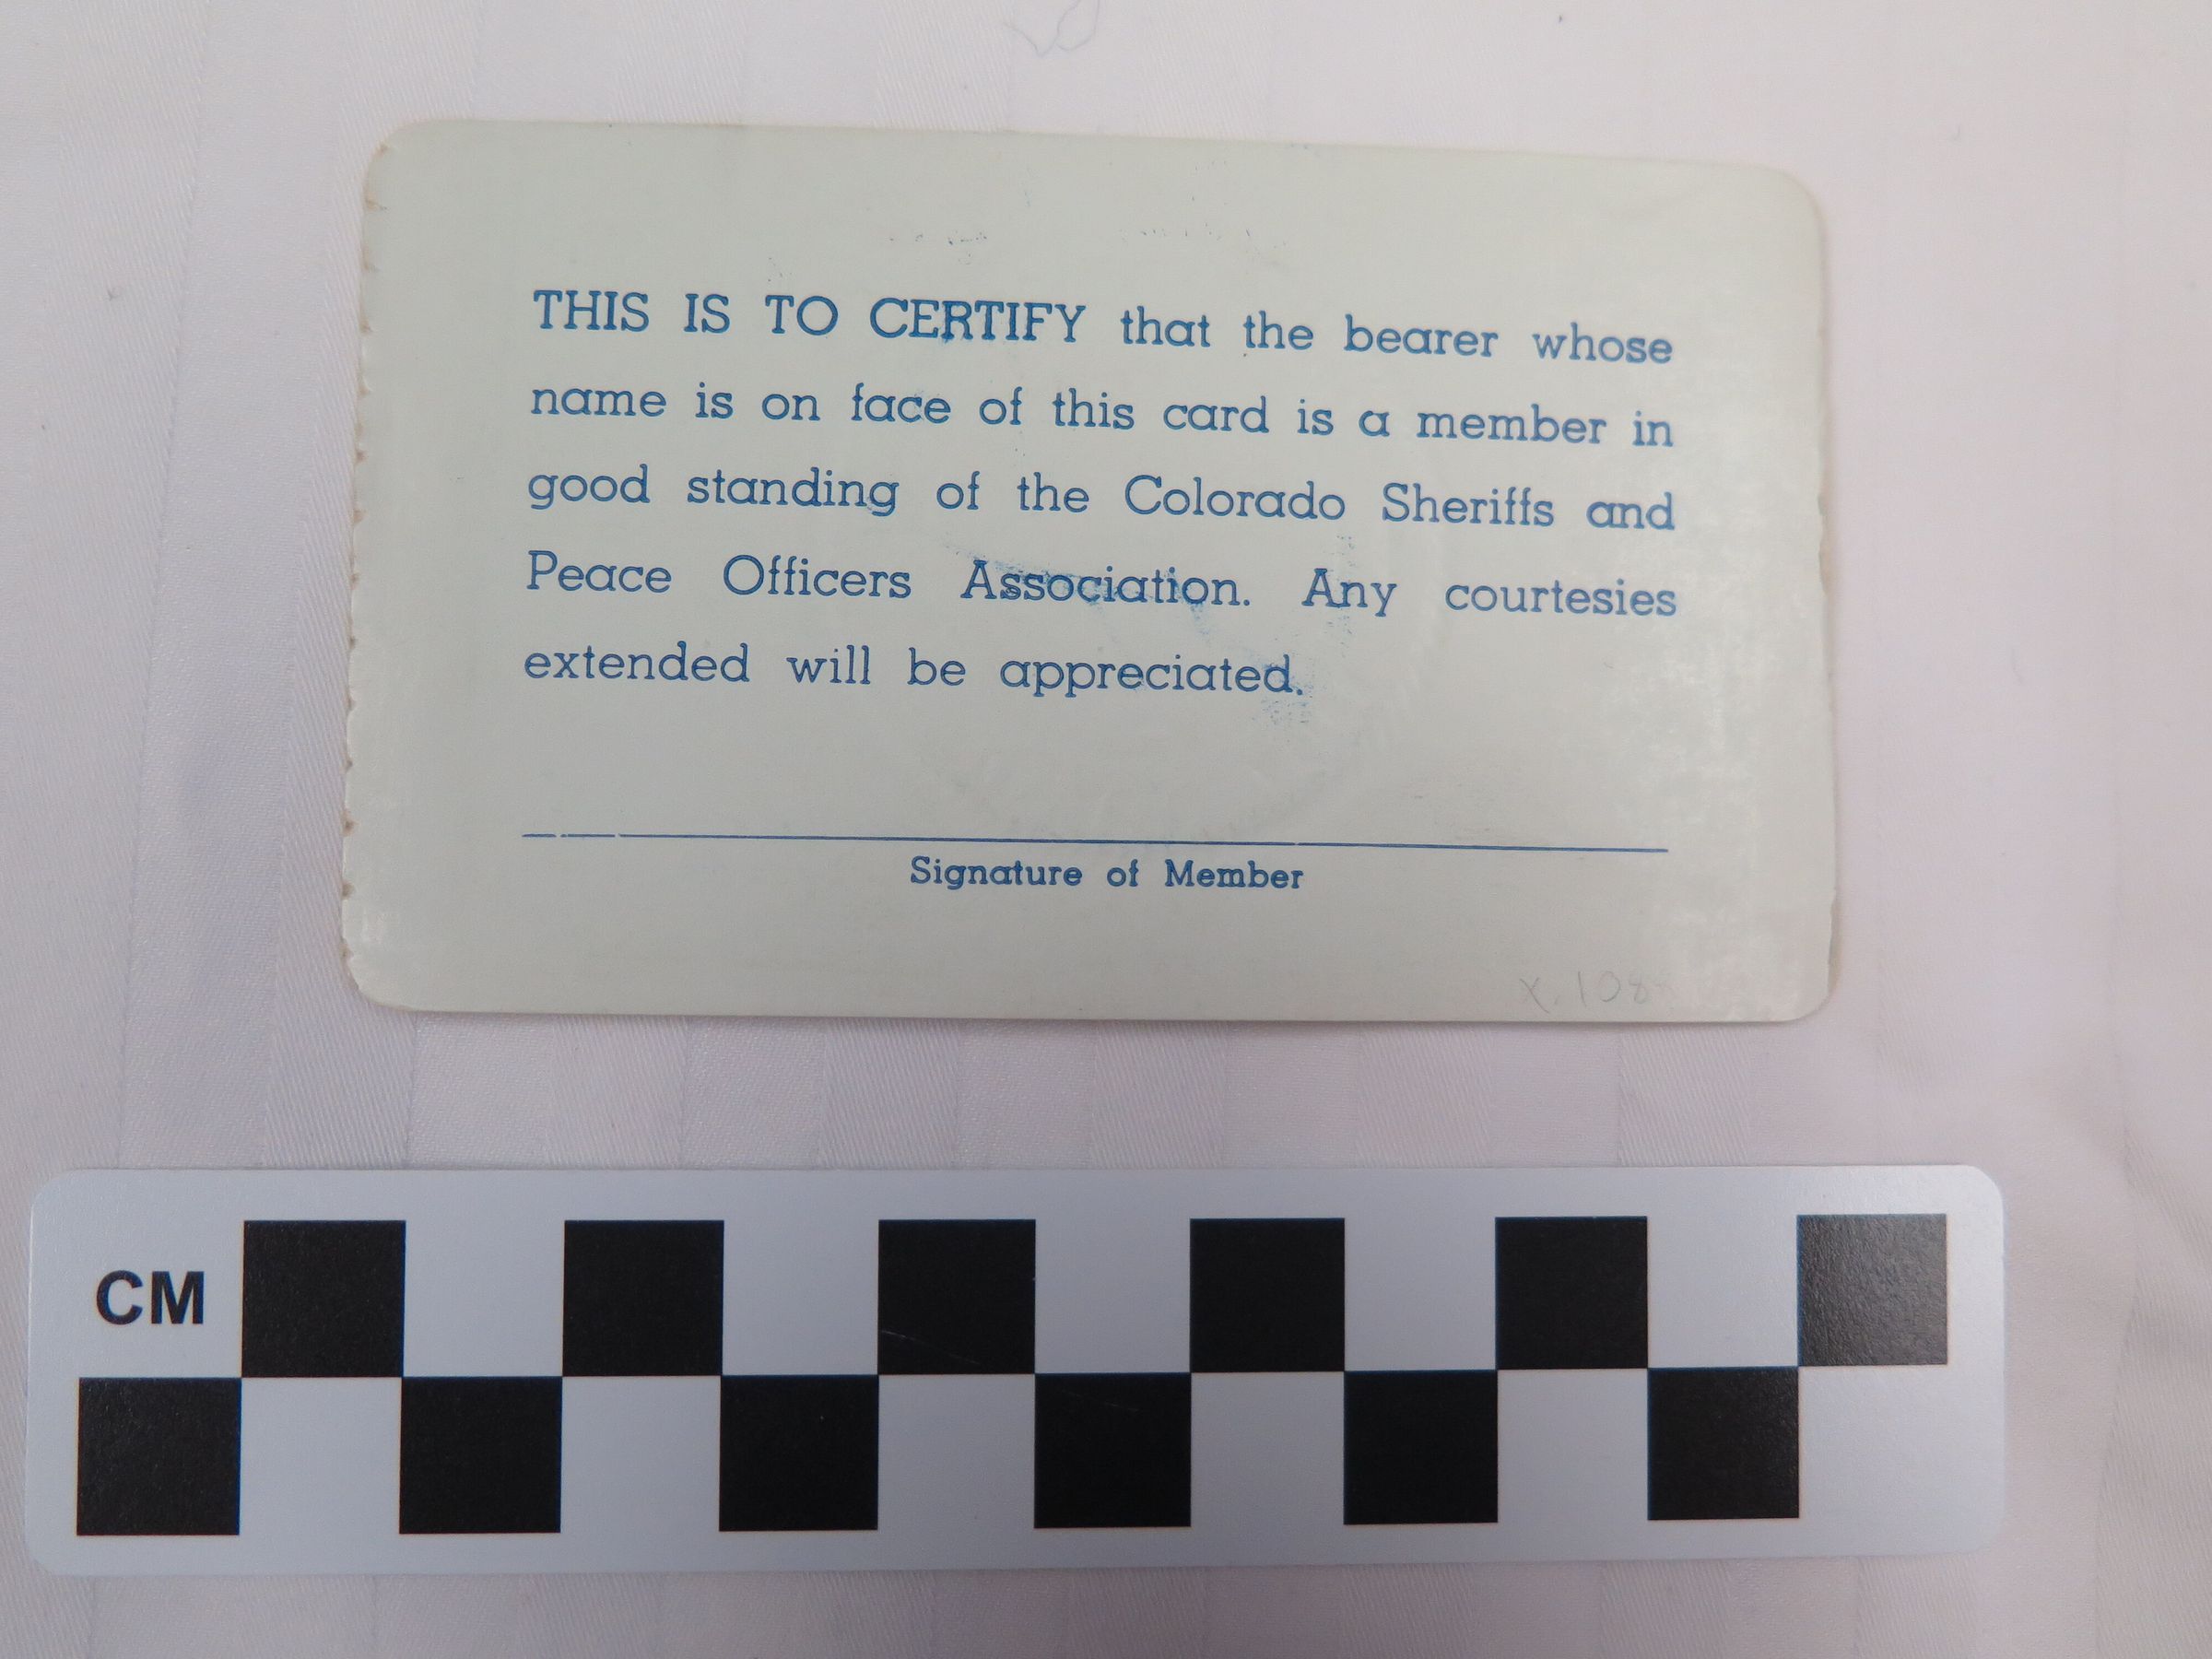 THIS IS TO CERTIFY that the bearer whose
name is on face of this card is a member in
good standing of the Colorado Sheriffs and
Peace Officers Association. Any courtesies
extended will be appreciated.
Signature of Member
X.108
CM